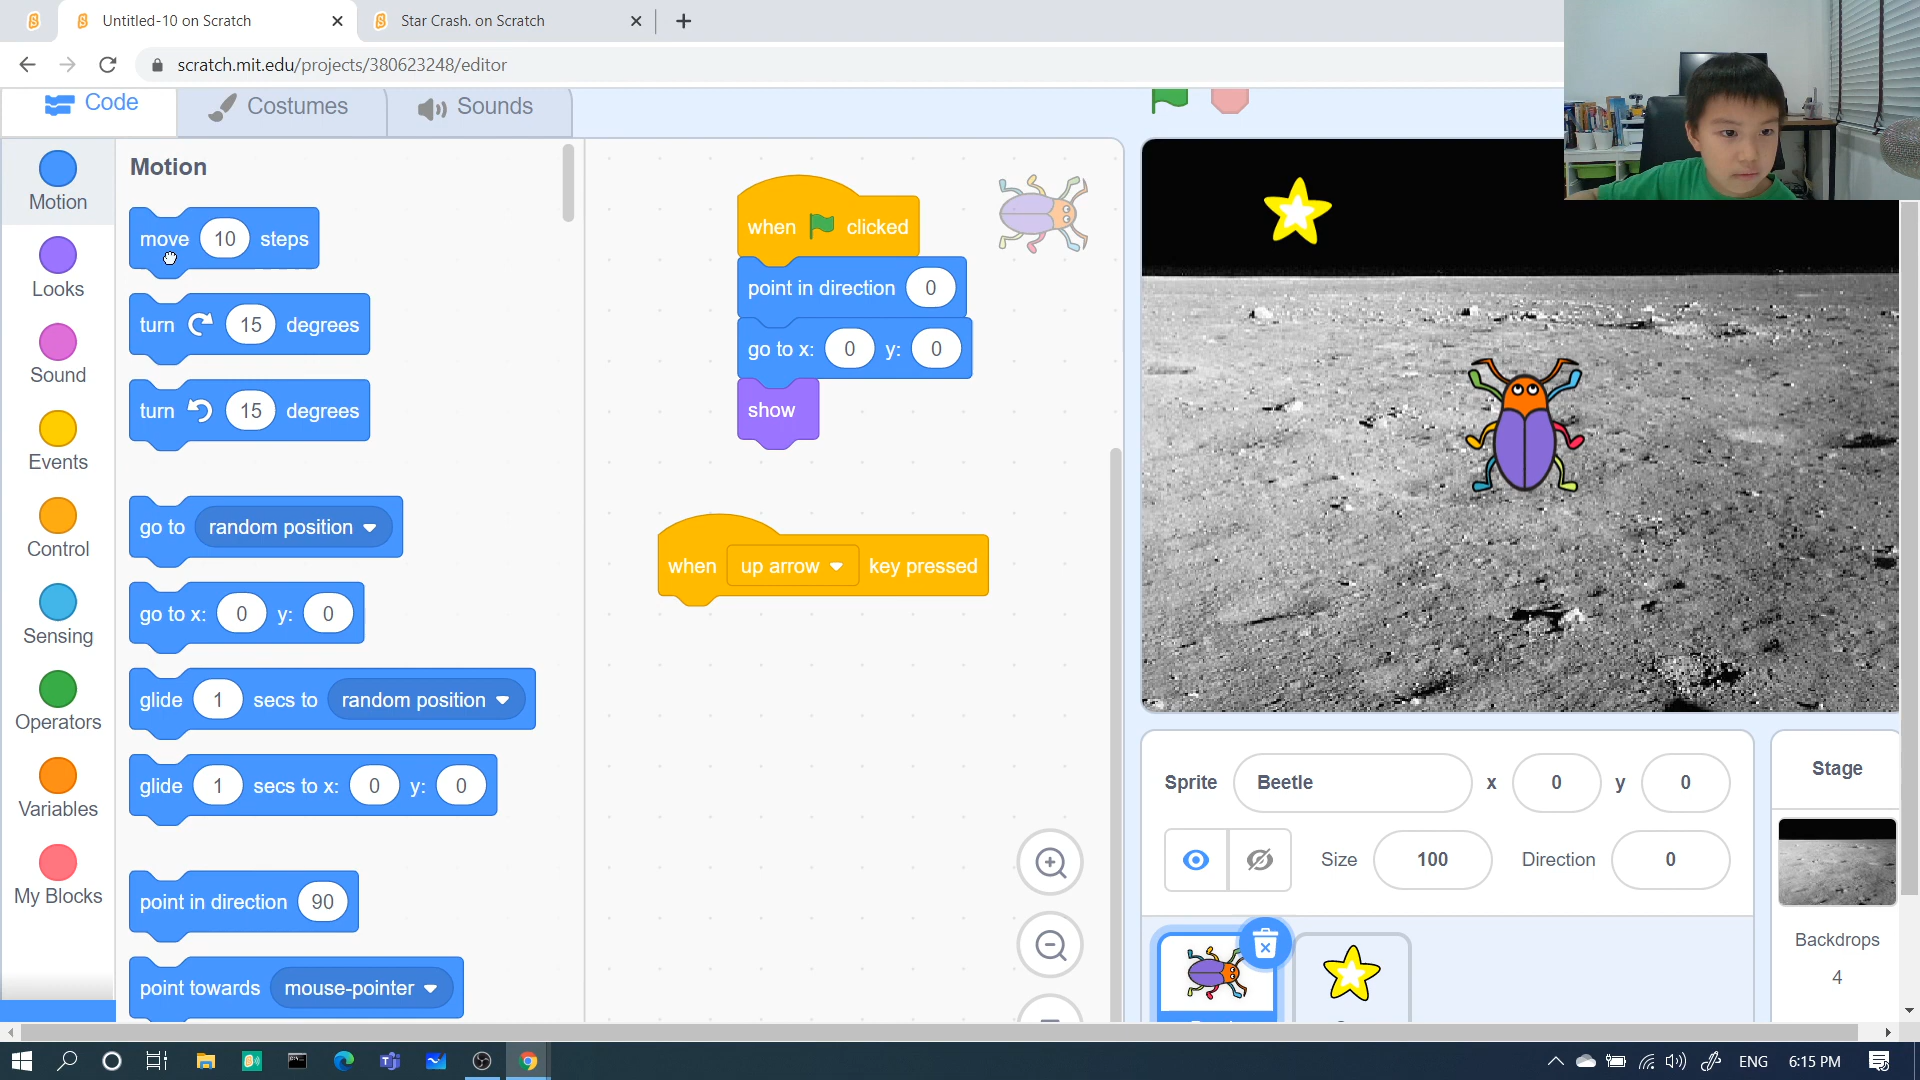 Untitled-10 on Scratch
Star Crash. on Scratch
scratch.mit.edu/projects/380623248/editor
Code
Costumes
Sounds
Motion
Looks
Sound
Events
Control
Sensing
Operators
Variables
My Blocks
Motion
move 10 steps
turn 15 degrees
turn 15 degrees
go to random position
go to x: 0 y: 0
glide 1 secs to random position
glide 1 secs to x: 0 y: 0
point in direction 90
point towards mouse-pointer
when clicked
point in direction 0
go to x: 0 y: 0
show
when up arrow key pressed
Sprite Beetle x 0 y 0
Size 100 Direction 0
Stage
Backdrops
4
ENG 6:15 PM